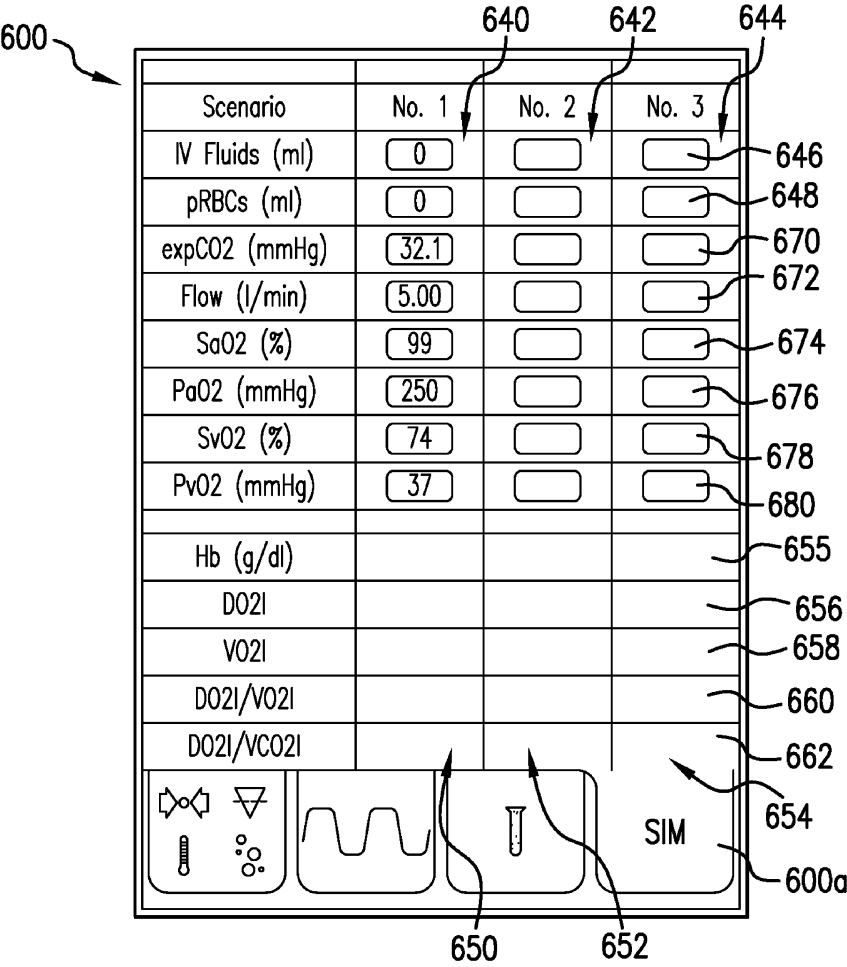 640 642 644
600
Scenario No. 1 No. 2 No. 3
IV Fluids (ml) 0 646
pRBCs (ml) 0 648
expCO2 (mmHg) 32.1 670
Flow (l/min) 5.00 672
SaO2 (%) 99 674
PaO2 (mmHg) 250 676
SvO2 (%) 74 678
PvO2 (mmHg) 37 680
Hb (g/dl) 655
DO2I 656
VO2I 658
DO2I/VO2I 660
DO2I/VCO2I 662
654
SIM
600a
650 652